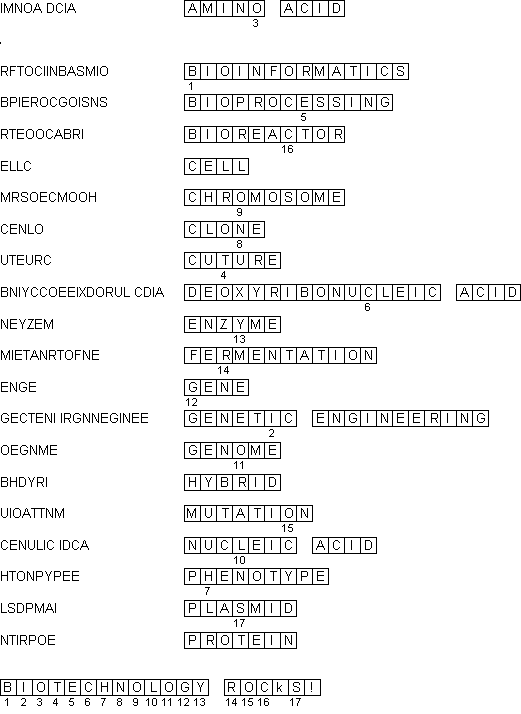 IMNOA DCIA AMINO ACID
3
RFTOCIINBASMIO BIOINFORMATICS
1
BPIEROCGOISNS BIOPROCESSING
5
RTEOOCABRI BIOREACTOR
16
ELLC CELL
MRSOECMOOH CHROMOSOME
9
CENLO CLONE
8
UTEURC CUTURE
4
BNIYCCOEEIXDORUL CDIA DEOXYRIBONUCLEIC ACID
6
NEYZEM ENZYME
13
MIETANRTOFNE FERMENTATION
14
ENGE GENE
12
GECTENI IRGNNEGINEE GENETIC ENGINEERING
2
OEGNME GENOME
11
BHDYRI HYBRID
UIOATTNM MUTATION
15
CENULIC IDCA NUCLEIC ACID
10
HTONPYPEE PHENOTYPE
7
LSDPMAI PLASMID
17
NTIRPOE PROTEIN
BIOTECHNOLOGY ROCkS!
1 2 3 4 5 6 7 8 9 10 11 12 13 14 15 16 17